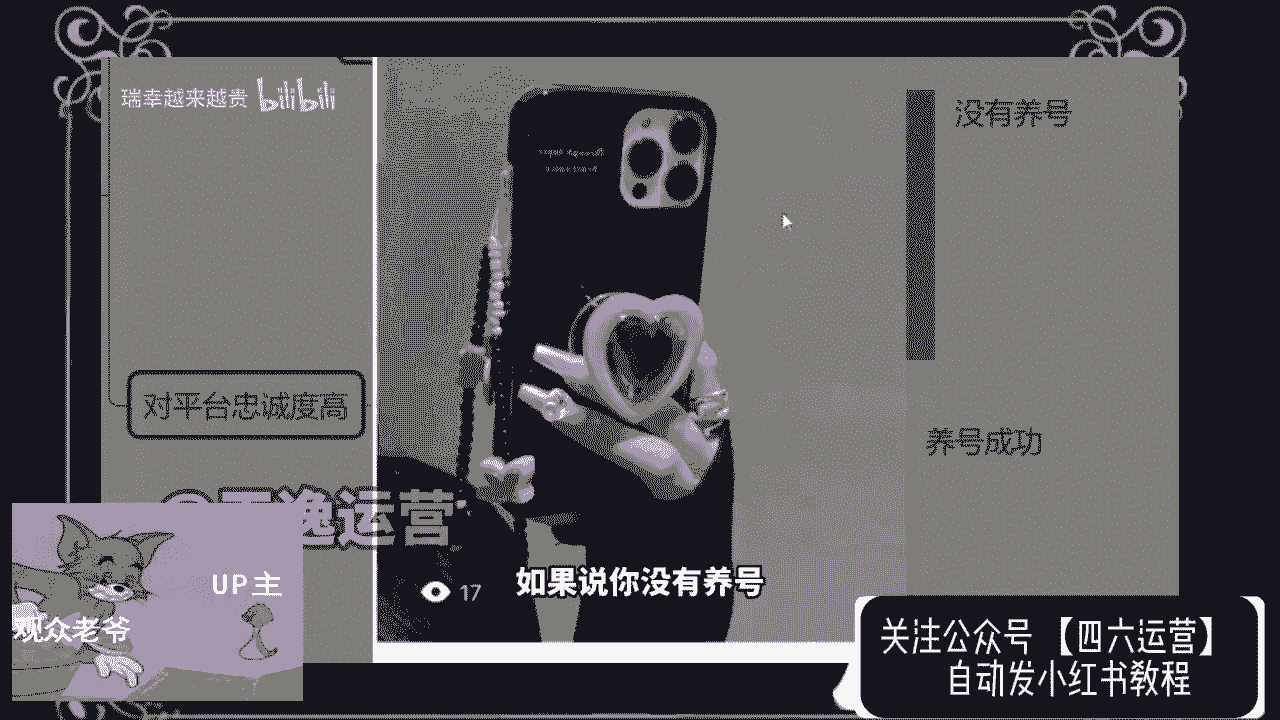 瑞幸越来越贵 bilibili
没有养号
对平台忠诚度高
养号成功
逸运营
17
如果说你没有养号
UP主
观众老爷
关注公众号【四六运营】
自动发小红书教程